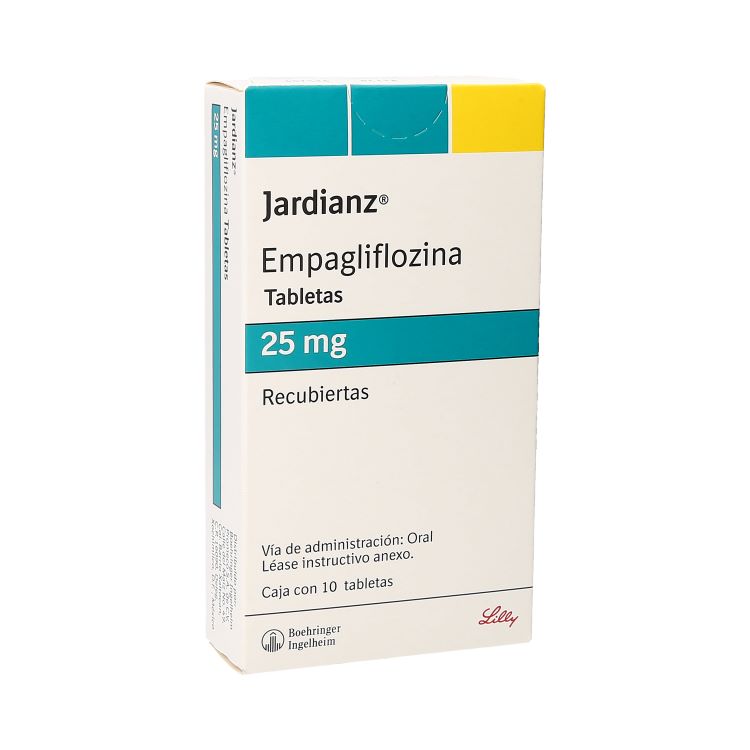 Jardianz®
Empagliflozina
Tabletas
25 mg
Recubiertas
Vía de administración: Oral
Léase instructivo anexo.
Caja con 10 tabletas
Boehringer
Ingelheim
Lilly
Jardianz®
Empagliflozina Tabletas
25 mg